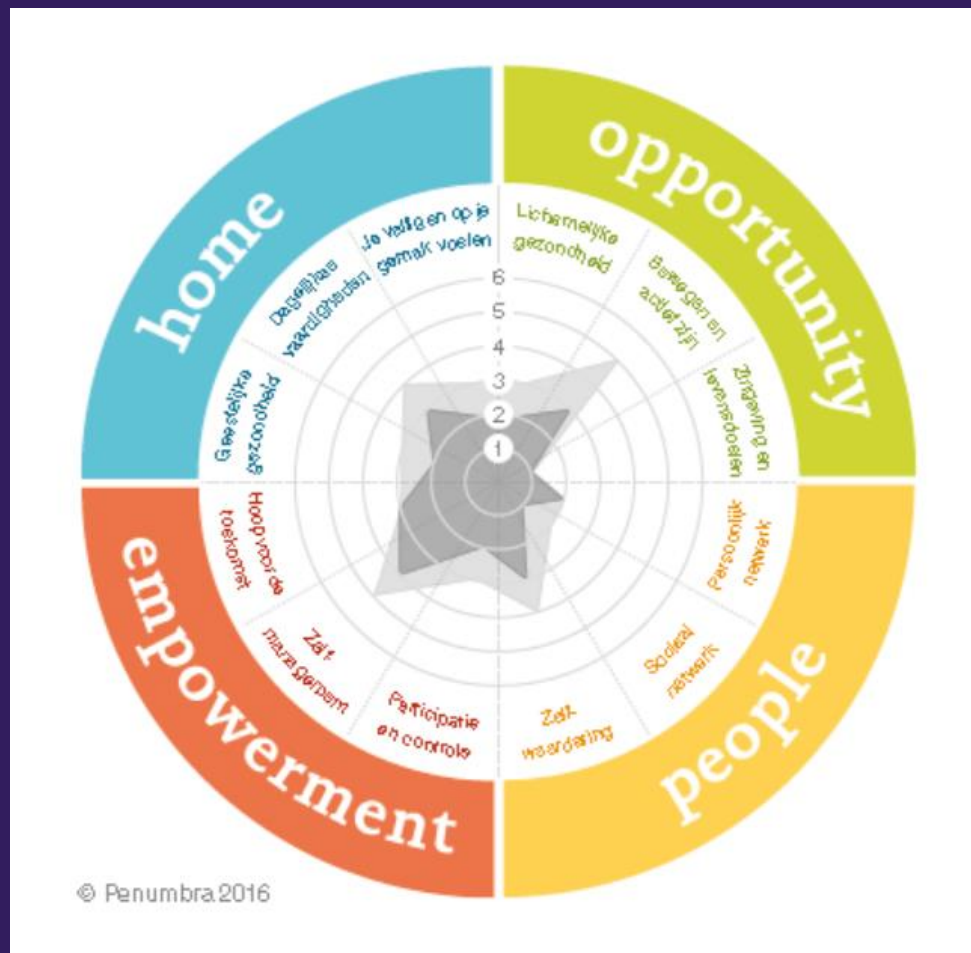 home
opportunity
Je veilig en op je
gemak voelen
Lichamelijke
gezondheid
Dagelijkse
vaardigheden
Bewegen en
actief zijn
Geestelijke
gezondheid
Zingeving en
levensdoelen
6
5
4
3
2
1
Hoop voor de
toekomst
Persoonlijk
netwerk
Zelf
management
Sociaal
netwerk
Participatie
en controle
Zelf
waardering
empowerment
people
© Penumbra 2016